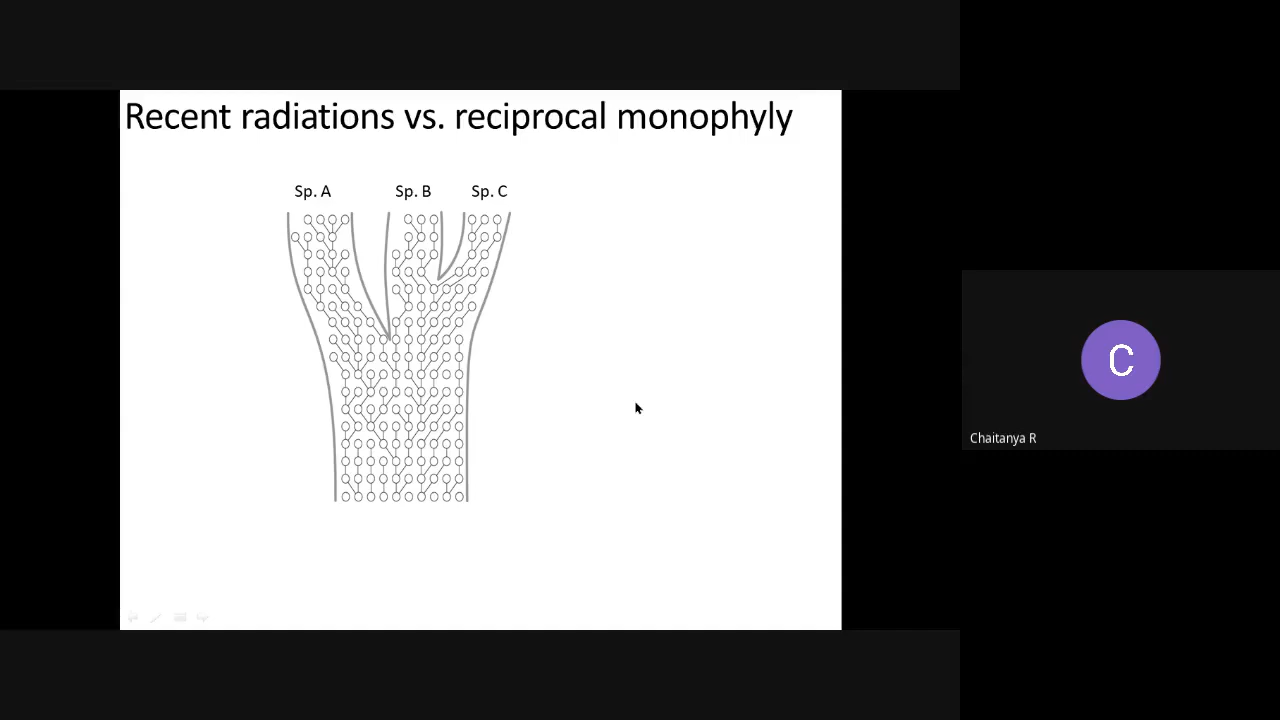 Recent radiations vs. reciprocal monophyly
Sp. A Sp. B Sp. C
C
Chaitanya R